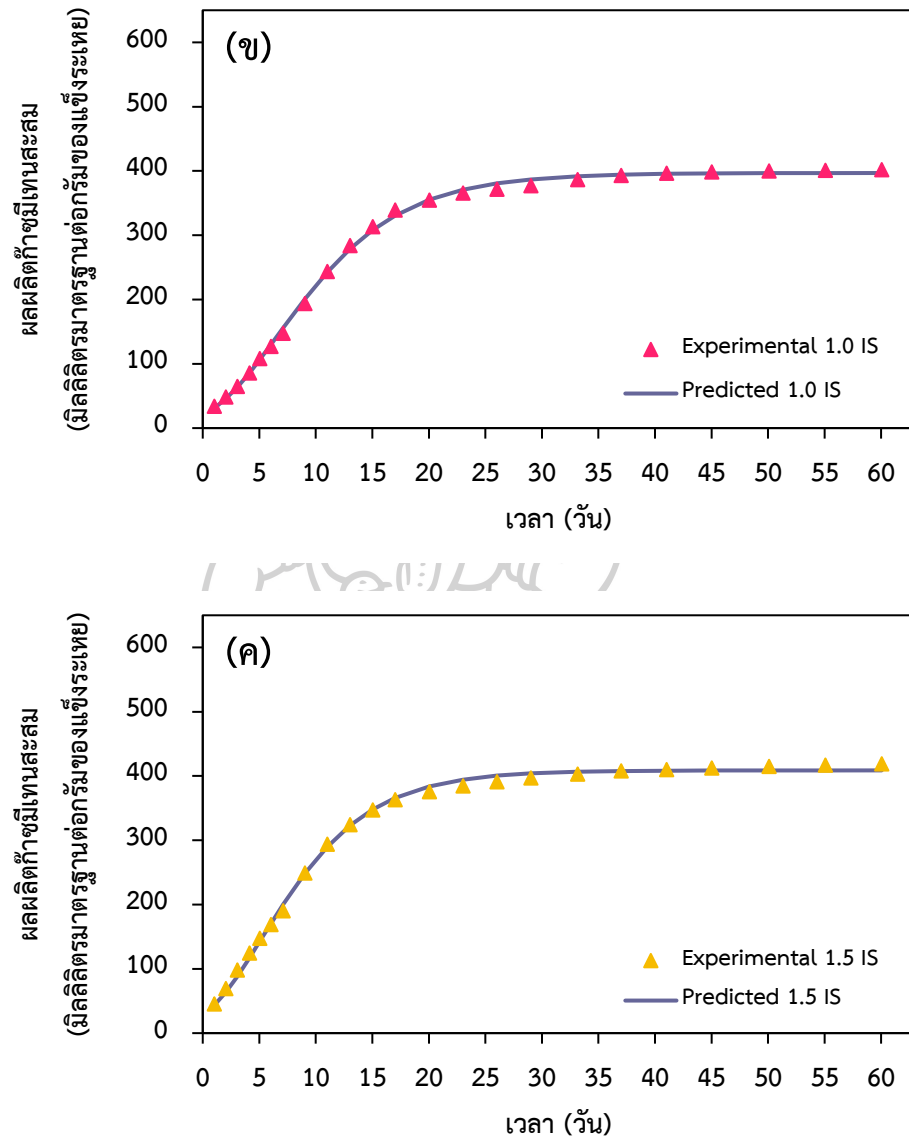 (ข)
ผลผลิตก๊าซมีเทนสะสม
(มิลลิลิตรมาตรฐานต่อกรัมของแข็งระเหย)
600
500
400
300
200
100
0
Experimental 1.0 IS
Predicted 1.0 IS
0 5 10 15 20 25 30 35 40 45 50 55 60
เวลา (วัน)
(ค)
ผลผลิตก๊าซมีเทนสะสม
(มิลลิลิตรมาตรฐานต่อกรัมของแข็งระเหย)
600
500
400
300
200
100
0
Experimental 1.5 IS
Predicted 1.5 IS
0 5 10 15 20 25 30 35 40 45 50 55 60
เวลา (วัน)